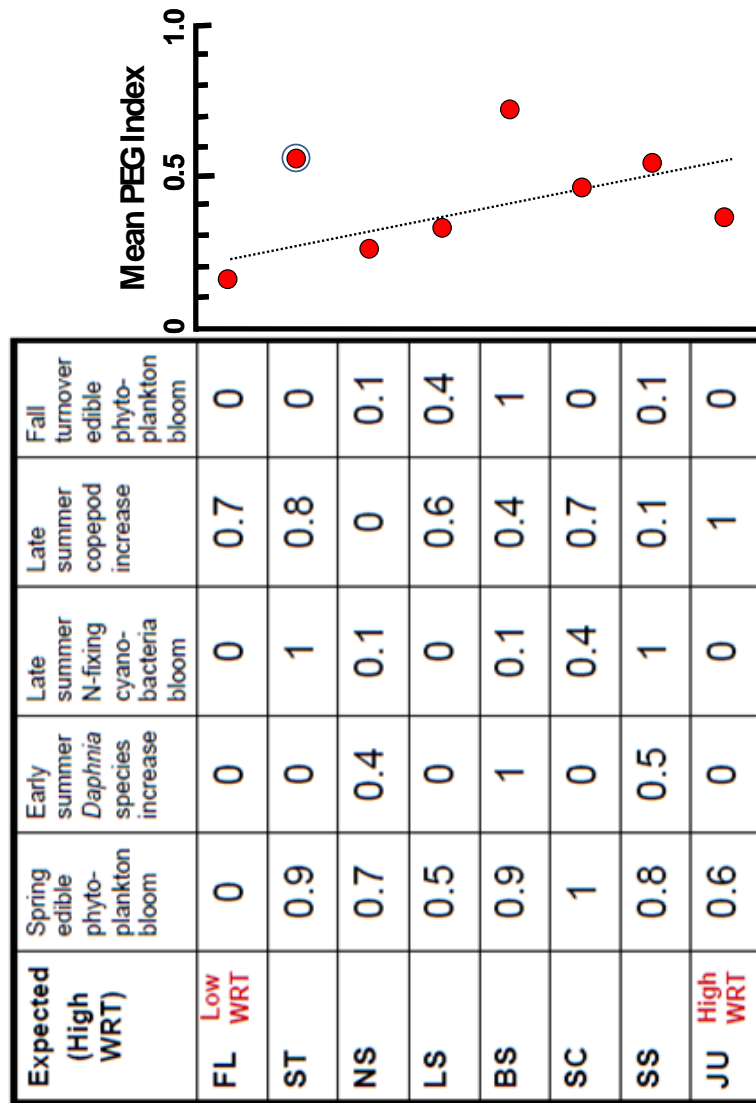 Expected
(High
WRT)
Spring
edible
phyto-
plankton
bloom
Early
summer
Daphnia
species
increase
Late
summer
N-fixing
cyano-
bacteria
bloom
Late
summer
copepod
increase
Fall
turnover
edible
phyto-
plankton
bloom
FL
Low
WRT
0
0
0
0.7
0
ST
0.9
0
1
0.8
0
NS
0.7
0.4
0.1
0
0.1
LS
0.5
0
0
0.6
0.4
BS
0.9
1
0.1
0.4
1
SC
1
0
0.4
0.7
0
SS
0.8
0.5
1
0.1
0.1
JU
High
WRT
0.6
0
0
1
0
Mean PEG Index
0
0.5
1.0